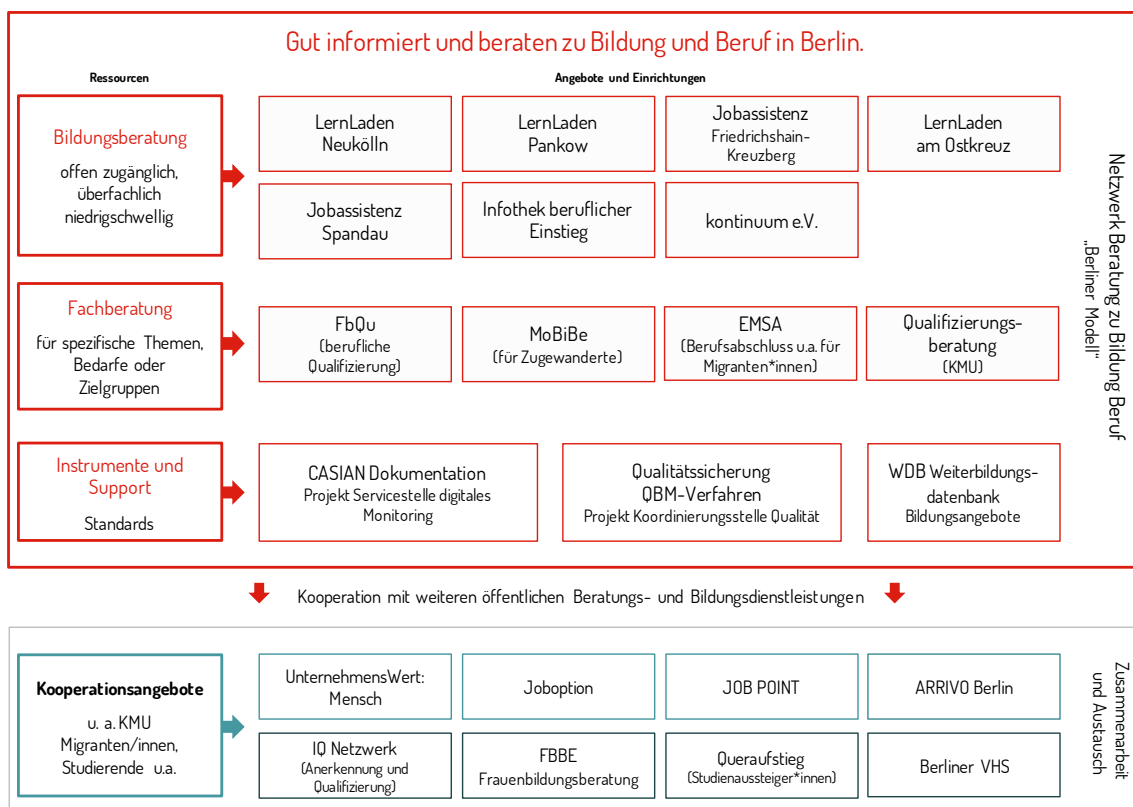 Gut informiert und beraten zu Bildung und Beruf in Berlin.
Ressourcen
Angebote und Einrichtungen
Bildungsberatung
offen zugänglich,
überfachlich
niedrigschwellig
LernLaden
Neukölln
LernLaden
Pankow
Jobassistenz
Friedrichshain-
Kreuzberg
LernLaden
am Ostkreuz
Jobassistenz
Spandau
Infothek beruflicher
Einstieg
kontinuum e.V.
Fachberatung
für spezifische Themen,
Bedarfe oder
Zielgruppen
FbQu
(berufliche
Qualifizierung)
MoBiBe
(für Zugewanderte)
EMSA
(Berufsabschluss u.a. für
Migranten*innen)
Qualifizierungs-
beratung
(KMU)
Instrumente und
Support
Standards
CASIAN Dokumentation
Projekt Servicestelle digitales
Monitoring
Qualitätssicherung
QBM-Verfahren
Projekt Koordinierungsstelle Qualität
WDB Weiterbildungs-
datenbank
Bildungsangebote
Netzwerk Beratung zu Bildung Beruf
„Berliner Modell"
Kooperation mit weiteren öffentlichen Beratungs- und Bildungsdienstleistungen
Kooperationsangebote
u. a. KMU
Migranten/innen,
Studierende u.a.
UnternehmensWert:
Mensch
Joboption
JOB POINT
ARRIVO Berlin
IQ Netzwerk
(Anerkennung und
Qualifizierung)
FBBE
Frauenbildungsberatung
Queraufstieg
(Studienaussteiger*innen)
Berliner VHS
Zusammenarbeit
und Austausch